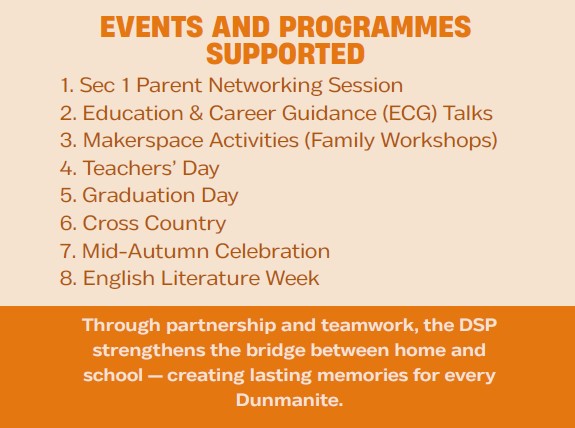 EVENTS AND PROGRAMMES
SUPPORTED
1. Sec 1 Parent Networking Session
2. Education & Career Guidance (ECG) Talks
3. Makerspace Activities (Family Workshops)
4. Teachers’ Day
5. Graduation Day
6. Cross Country
7. Mid-Autumn Celebration
8. English Literature Week
Through partnership and teamwork, the DSP
strengthens the bridge between home and
school — creating lasting memories for every
Dunmanite.